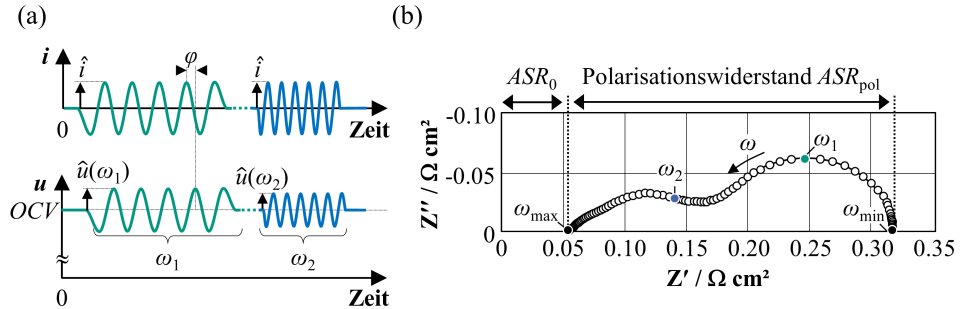 (a)
i
î
φ
î
0
Zeit
u
û(ω₁)
û(ω₂)
OCV
≈
ω₁
ω₂
0
Zeit
(b)
ASR₀
Polarisationswiderstand ASRpol
-0.10
-0.05
0
Z′′ / Ω cm²
ω₁
ω
ω₂
ωmax
ωmin
0
0.05
0.10
0.15
0.20
0.25
0.30
0.35
Z′ / Ω cm²